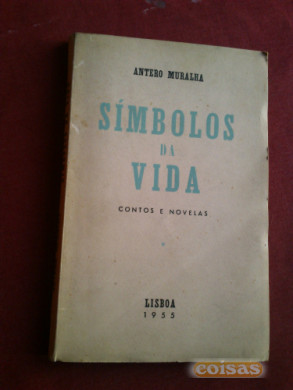 ANTERO MURALHA
SÍMBOLOS
DA
VIDA
CONTOS E NOVELAS
LISBOA
1955
coisas